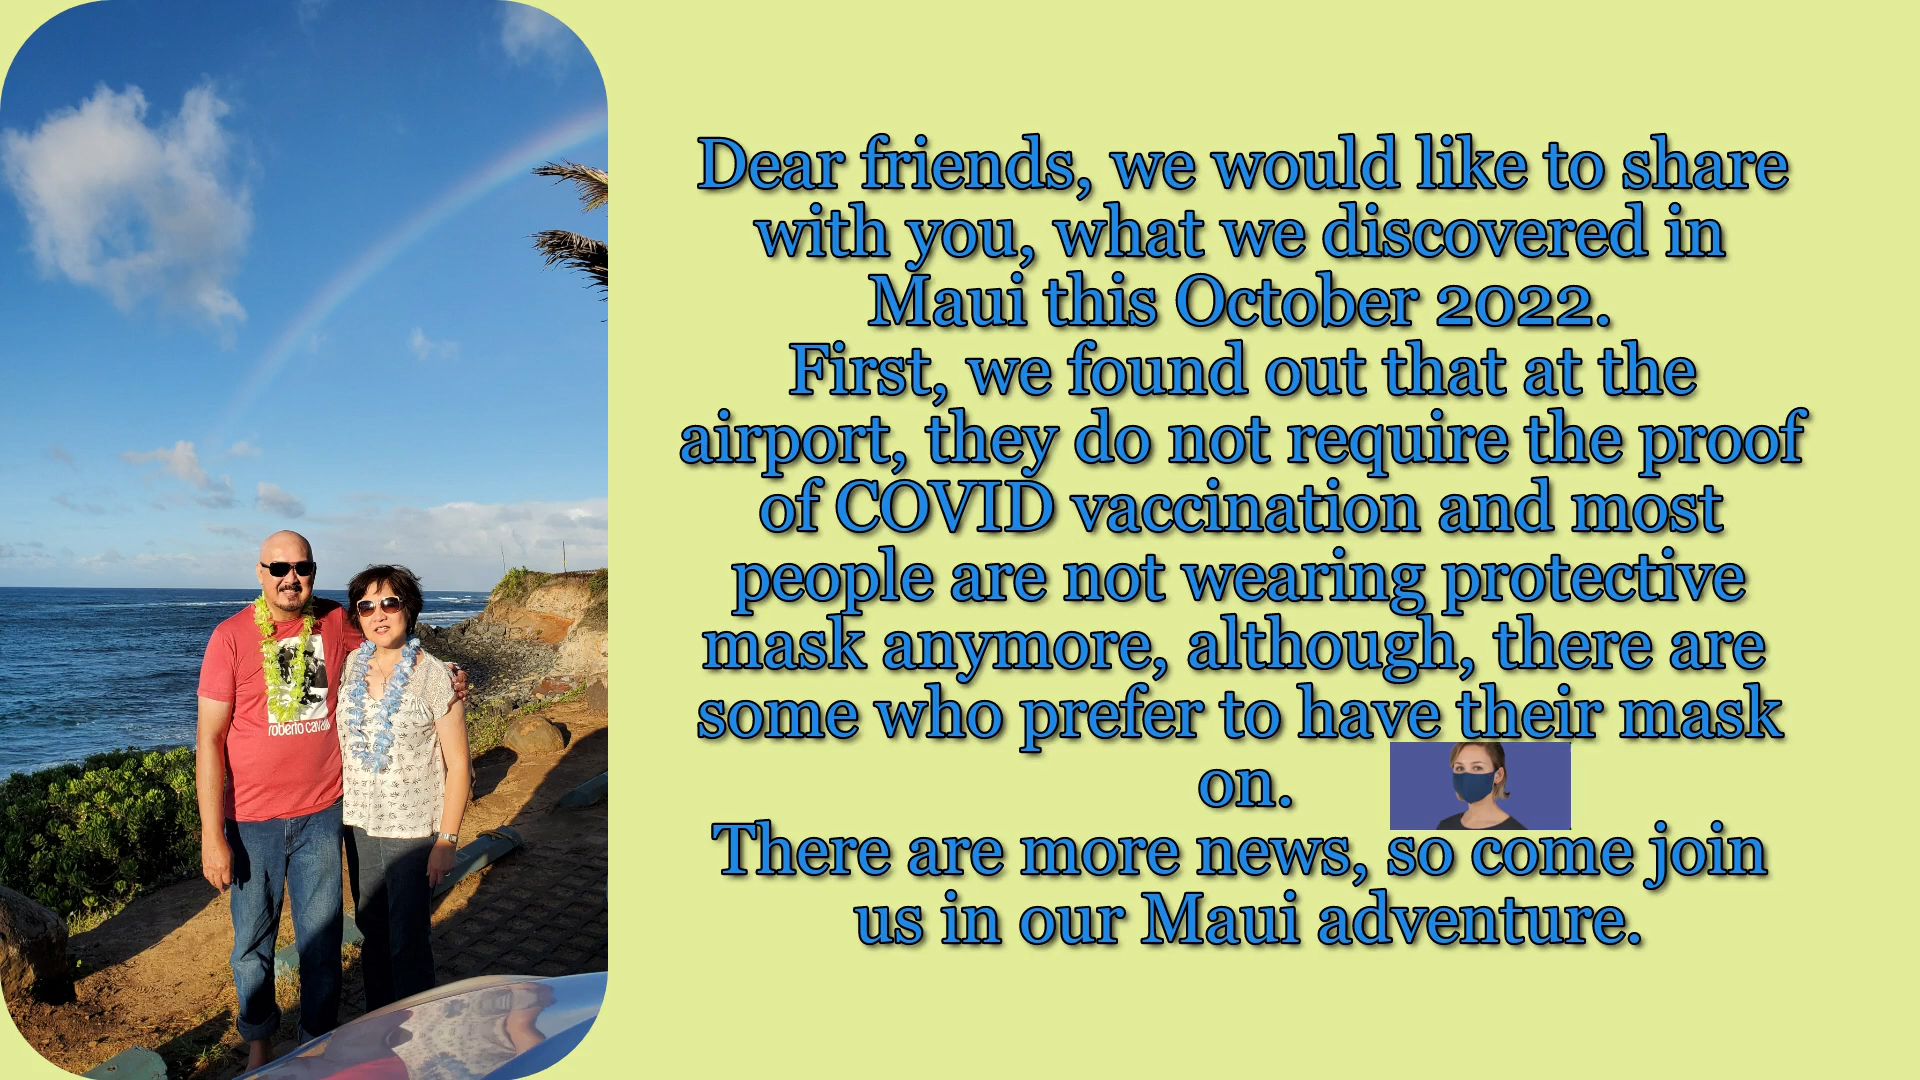 Dear friends, we would like to share
with you, what we discovered in
Maui this October 2022.
First, we found out that at the
airport, they do not require the proof
of COVID vaccination and most
people are not wearing protective
mask anymore, although, there are
some who prefer to have their mask
on.
There are more news, so come join
us in our Maui adventure.
roberto cavalli